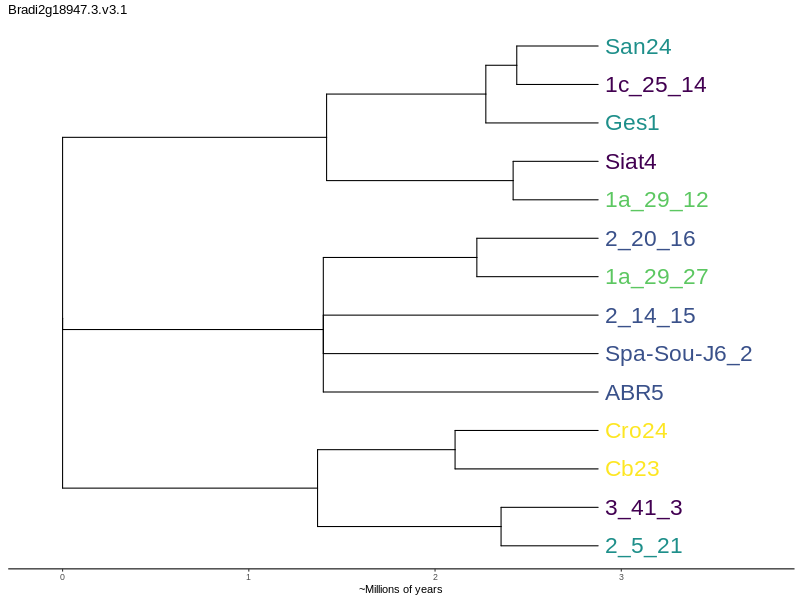 Bradi2g18947.3.v3.1
San24
1c_25_14
Ges1
Siat4
1a_29_12
2_20_16
1a_29_27
2_14_15
Spa-Sou-J6_2
ABR5
Cro24
Cb23
3_41_3
2_5_21
0 1 2 3
~Millions of years